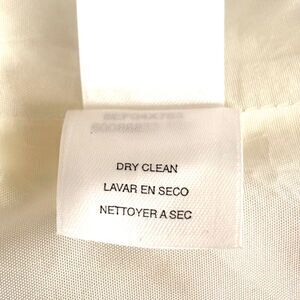 DRY CLEAN
LAVAR EN SECO
NETTOYER A SEC